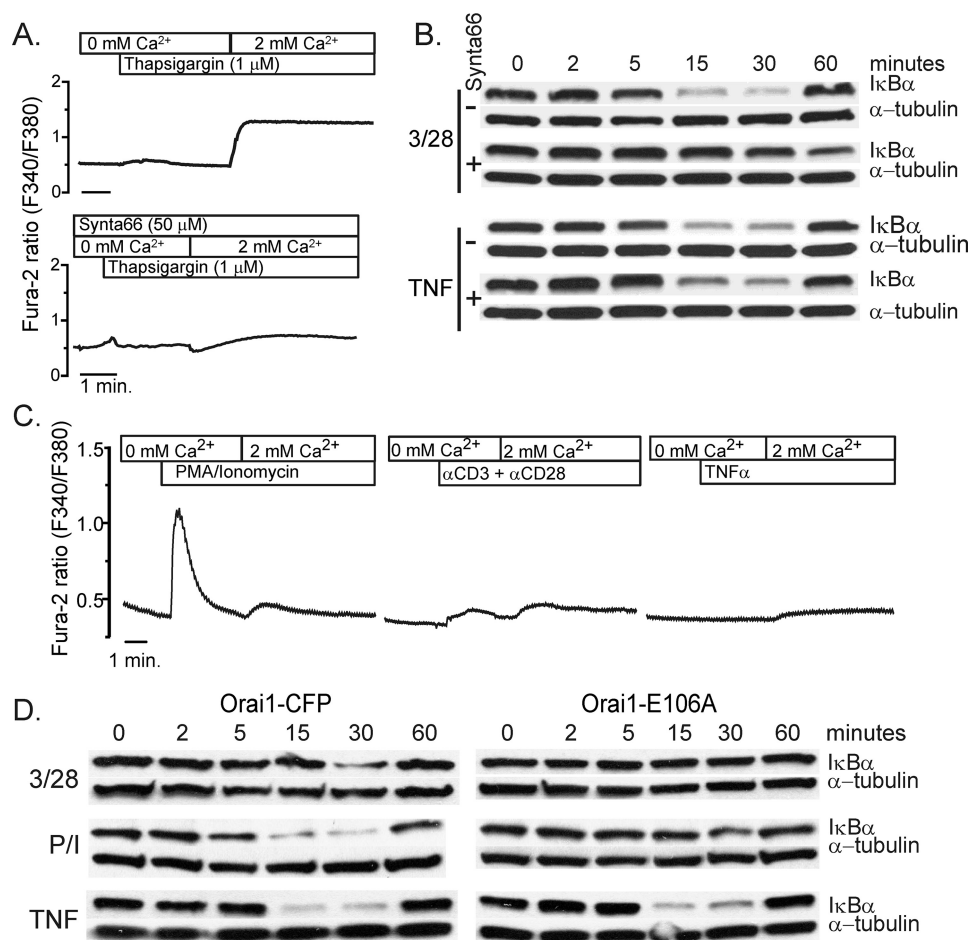 A.
0 mM Ca²⁺ 2 mM Ca²⁺
Thapsigargin (1 μM)
2
1
0
Synta66 (50 μM)
0 mM Ca²⁺ 2 mM Ca²⁺
Thapsigargin (1 μM)
2
1
0
Fura-2 ratio (F340/F380)
1 min.
B.
Synta66
0 2 5 15 30 60 minutes
3/28
- IκBα
α–tubulin
+ IκBα
α–tubulin
TNF
- IκBα
α–tubulin
+ IκBα
α–tubulin
C.
Fura-2 ratio (F340/F380)
1.5
1.0
0.5
0 mM Ca²⁺ 2 mM Ca²⁺
PMA/Ionomycin
0 mM Ca²⁺ 2 mM Ca²⁺
αCD3 + αCD28
0 mM Ca²⁺ 2 mM Ca²⁺
TNFα
1 min.
D.
Orai1-CFP Orai1-E106A
0 2 5 15 30 60 0 2 5 15 30 60 minutes
3/28 IκBα
α–tubulin
P/I IκBα
α–tubulin
TNF IκBα
α–tubulin